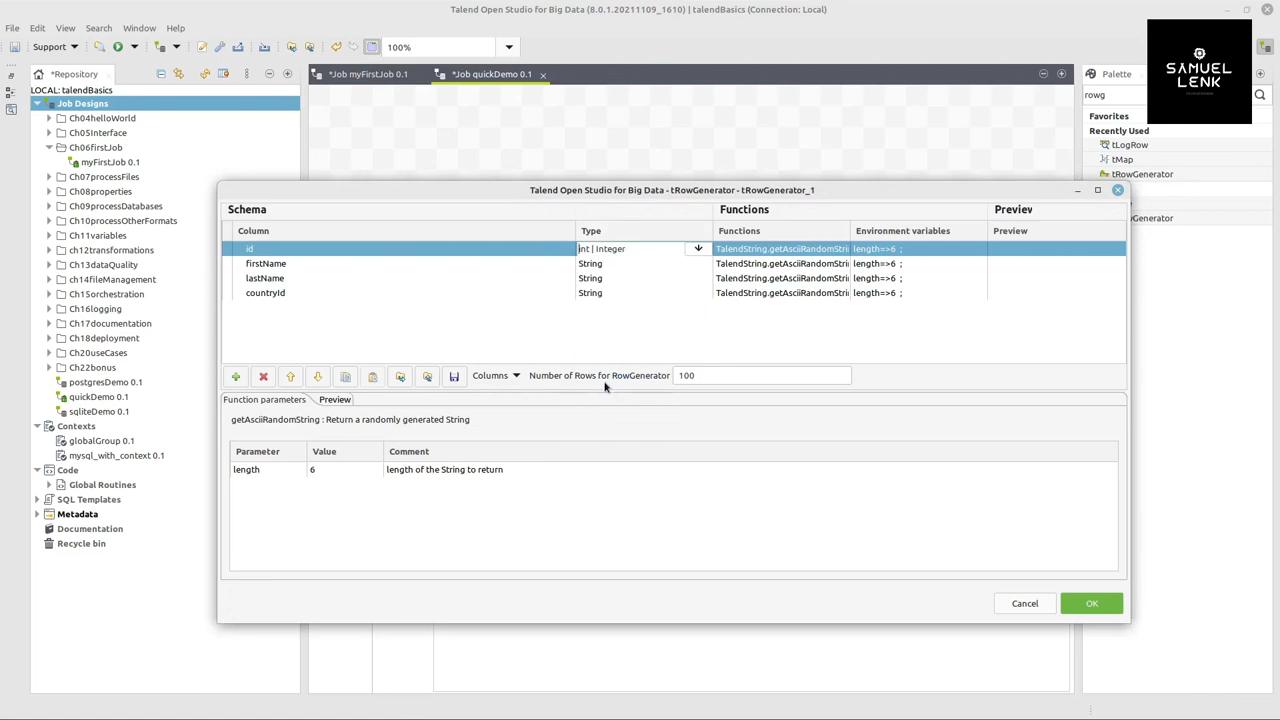 Talend Open Studio for Big Data (8.0.1.20211109_1610) | talendBasics (Connection: Local)
File Edit View Search Window Help
Support 100%
*Repository
*Job myFirstJob 0.1
*Job quickDemo 0.1
Palette
SAMUEL
LENK
LOCAL: talendBasics
rowg
Job Designs
Ch04helloWorld
Ch05Interface
Ch06firstJob
myFirstJob 0.1
Ch07processFiles
Ch08properties
Ch09processDatabases
Ch10processOtherFormats
Ch11variables
ch12transformations
Ch13dataQuality
ch14fileManagement
Ch15orchestration
Ch16logging
Ch17documentation
Ch18deployment
Ch20useCases
Ch22bonus
postgresDemo 0.1
quickDemo 0.1
sqliteDemo 0.1
Contexts
globalGroup 0.1
mysql_with_context 0.1
Code
Global Routines
SQL Templates
Metadata
Documentation
Recycle bin
Favorites
Recently Used
tLogRow
tMap
tRowGenerator
Generator
Talend Open Studio for Big Data - tRowGenerator - tRowGenerator_1
Schema Functions Preview
Column Type Functions Environment variables Preview
id int | Integer TalendString.getAsciiRandomStri length=>6 ;
firstName String TalendString.getAsciiRandomStri length=>6 ;
lastName String TalendString.getAsciiRandomStri length=>6 ;
countryId String TalendString.getAsciiRandomStri length=>6 ;
Columns Number of Rows for RowGenerator 100
Function parameters Preview
getAsciiRandomString : Return a randomly generated String
Parameter Value Comment
length 6 length of the String to return
Cancel OK